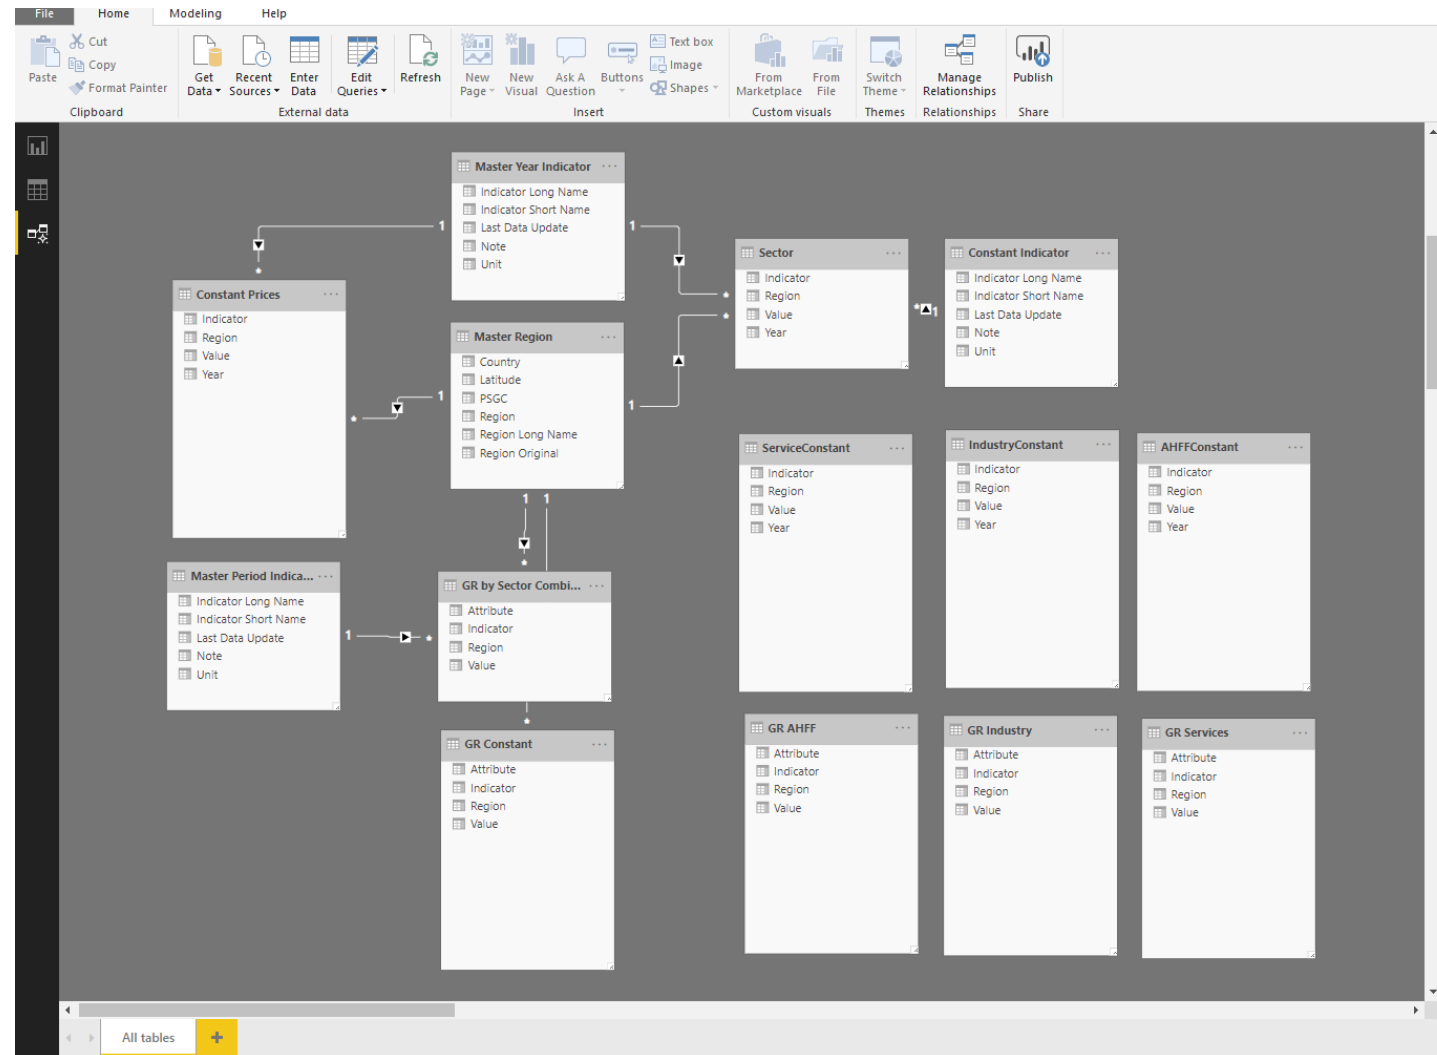 File Home Modeling Help
Paste
Cut
Copy
Format Painter
Clipboard
Get Data
Recent Sources
Enter Data
Edit Queries
Refresh
External data
New Page
New Visual
Ask A Question
Buttons
Text box
Image
Shapes
Insert
From Marketplace
From File
Custom visuals
Switch Theme
Themes
Manage Relationships
Relationships
Publish
Share
Master Year Indicator
Indicator Long Name
Indicator Short Name
Last Data Update
Note
Unit
1
1
*
*
*
Sector
Indicator
Region
Value
Year
* 1
Constant Indicator
Indicator Long Name
Indicator Short Name
Last Data Update
Note
Unit
Constant Prices
Indicator
Region
Value
Year
Master Region
Country
Latitude
PSGC
Region
Region Long Name
Region Original
1
*
1
1 1
*
ServiceConstant
Indicator
Region
Value
Year
IndustryConstant
Indicator
Region
Value
Year
AHFFConstant
Indicator
Region
Value
Year
Master Period Indica...
Indicator Long Name
Indicator Short Name
Last Data Update
Note
Unit
1 *
GR by Sector Combi...
Attribute
Indicator
Region
Value
*
GR Constant
Attribute
Indicator
Region
Value
GR AHFF
Attribute
Indicator
Region
Value
GR Industry
Attribute
Indicator
Region
Value
GR Services
Attribute
Indicator
Region
Value
All tables +